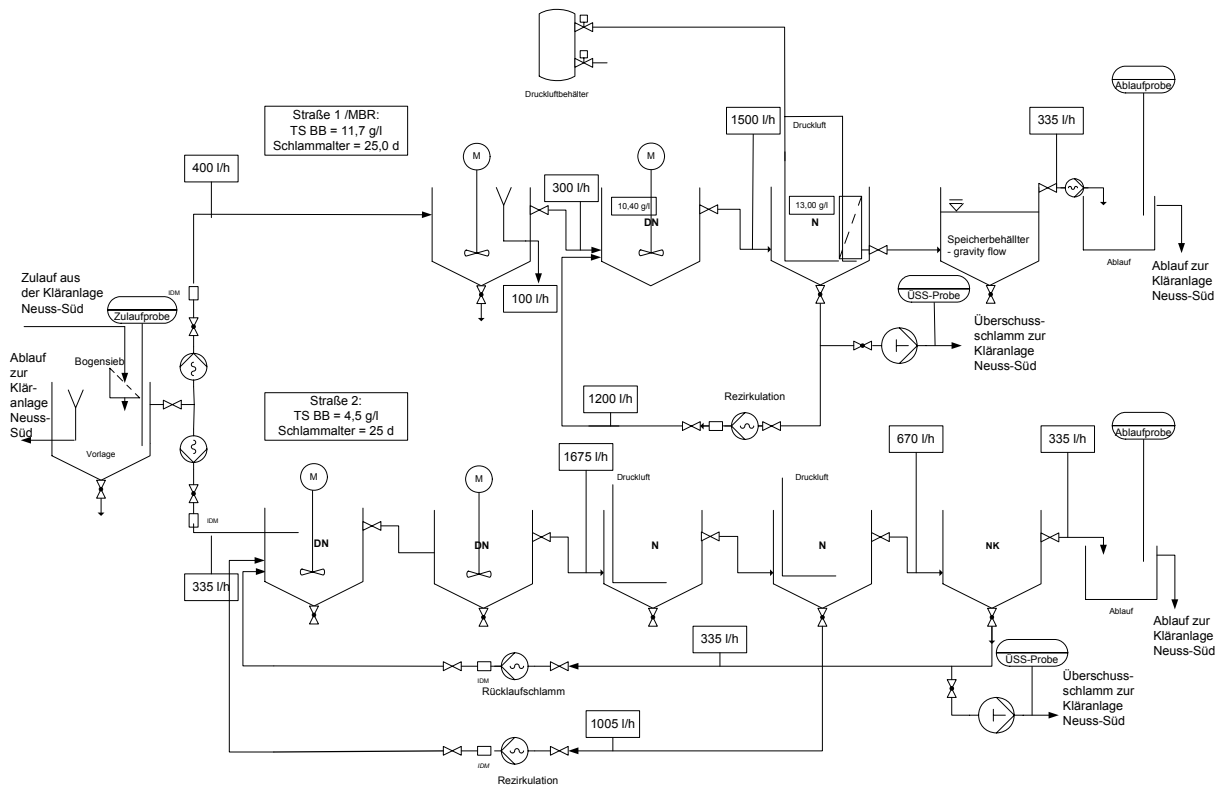 Druckluftbehälter
Straße 1 /MBR:
TS BB = 11,7 g/l
Schlammalter = 25,0 d
400 l/h
M
300 l/h
M
10,40 g/l
DN
1500 l/h
Druckluft
13,00 g/l
N
335 l/h
Ablaufprobe
Speicherbehällter
- gravity flow
Ablauf
Ablauf zur
Kläranlage
Neuss-Süd
100 l/h
ÜSS-Probe
Überschuss-
schlamm zur
Kläranlage
Neuss-Süd
Zulauf aus
der Kläranlage
Neuss-Süd
IDM
Zulaufprobe
Ablauf
zur
Klär-
anlage
Neuss-
Süd
Bogensieb
Vorlage
1200 l/h
Rezirkulation
Straße 2:
TS BB = 4,5 g/l
Schlammalter = 25 d
IDM
335 l/h
M
DN
M
DN
1675 l/h
Druckluft
N
Druckluft
N
670 l/h
NK
335 l/h
Ablaufprobe
Ablauf
Ablauf zur
Kläranlage
Neuss-Süd
335 l/h
IDM
Rücklaufschlamm
ÜSS-Probe
Überschuss-
schlamm zur
Kläranlage
Neuss-Süd
1005 l/h
IDM
Rezirkulation